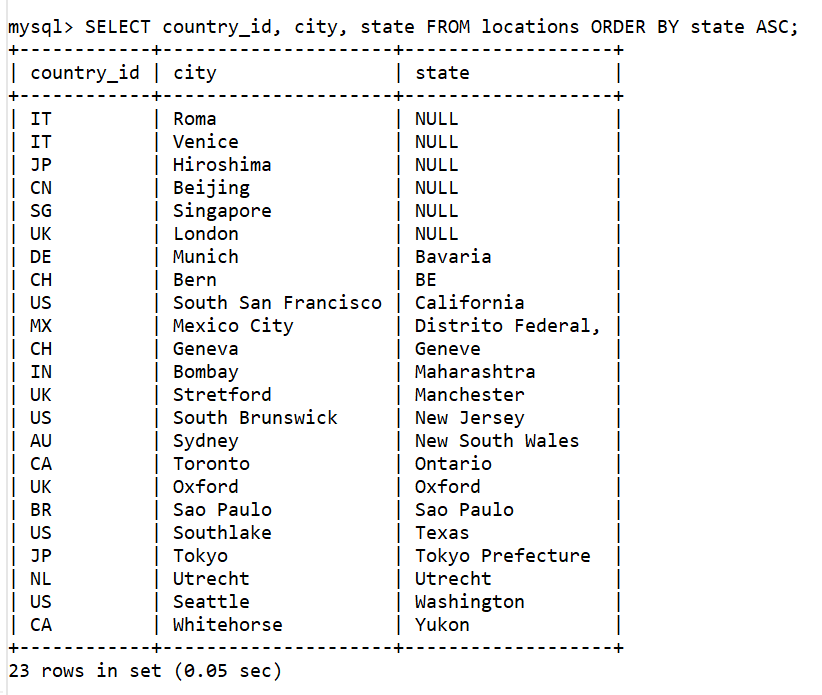 mysql> SELECT country_id, city, state FROM locations ORDER BY state ASC;
+------------+---------------------+-------------------+
| country_id | city                | state             |
+------------+---------------------+-------------------+
| IT         | Roma                | NULL              |
| IT         | Venice              | NULL              |
| JP         | Hiroshima           | NULL              |
| CN         | Beijing             | NULL              |
| SG         | Singapore           | NULL              |
| UK         | London              | NULL              |
| DE         | Munich              | Bavaria           |
| CH         | Bern                | BE                |
| US         | South San Francisco | California        |
| MX         | Mexico City         | Distrito Federal, |
| CH         | Geneva              | Geneve            |
| IN         | Bombay              | Maharashtra       |
| UK         | Stretford           | Manchester        |
| US         | South Brunswick     | New Jersey        |
| AU         | Sydney              | New South Wales   |
| CA         | Toronto             | Ontario           |
| UK         | Oxford              | Oxford            |
| BR         | Sao Paulo           | Sao Paulo         |
| US         | Southlake           | Texas             |
| JP         | Tokyo               | Tokyo Prefecture  |
| NL         | Utrecht             | Utrecht           |
| US         | Seattle             | Washington        |
| CA         | Whitehorse          | Yukon             |
+------------+---------------------+-------------------+
23 rows in set (0.05 sec)